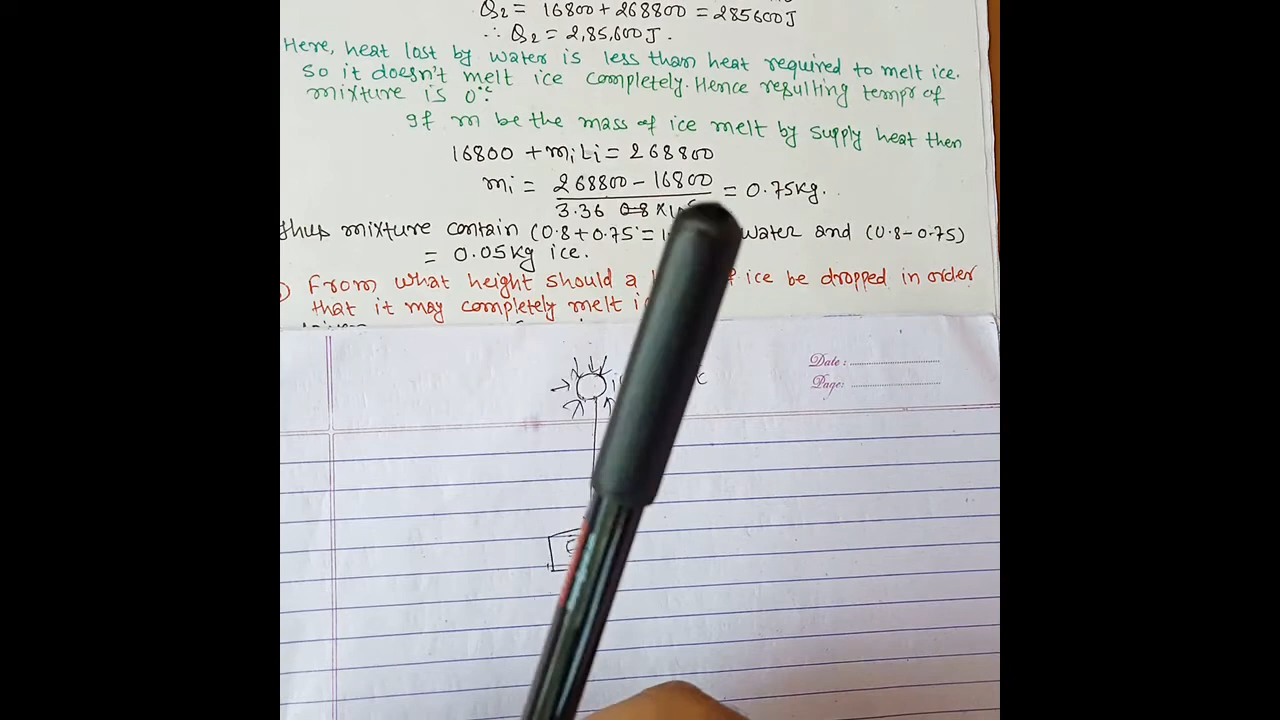 Q2 = 16800 + 268800 = 285600J
∴ Q2 = 2,85,600J.
Here, heat lost by water is less than heat required to melt ice.
So it doesn't melt ice completely. Hence resulting tempr of
mixture is 0°C.
If m be the mass of ice melt by supply heat then
16800 + miLi = 268800
mi = 268800 - 16800 / 3.36 = 0.75kg.
Thus mixture contain (0.8+0.75 = water and (0.8-0.75)
= 0.05kg ice.
) From what height should a ice be dropped in order
that it may completely melt
Date:
Page: